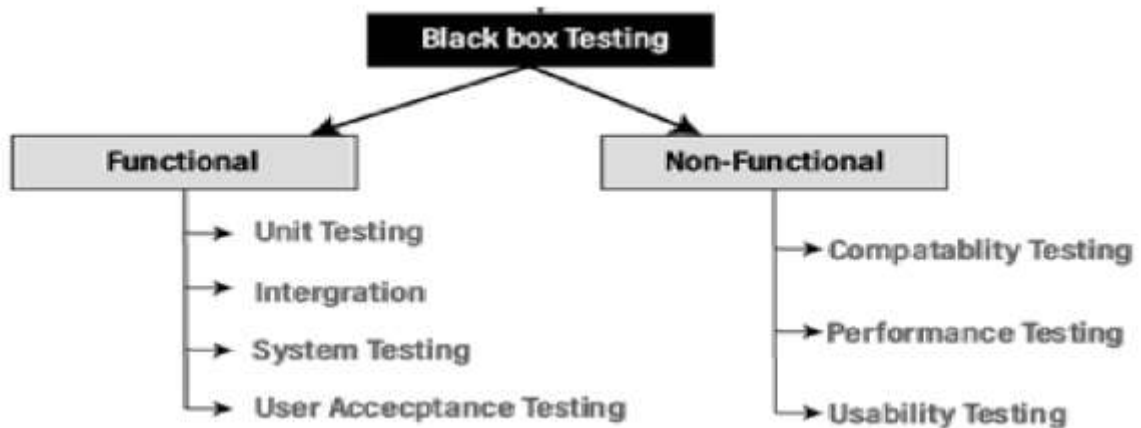 Black box Testing
Functional
Non-Functional
Unit Testing
Intergration
System Testing
User Accecptance Testing
Compatablity Testing
Performance Testing
Usability Testing